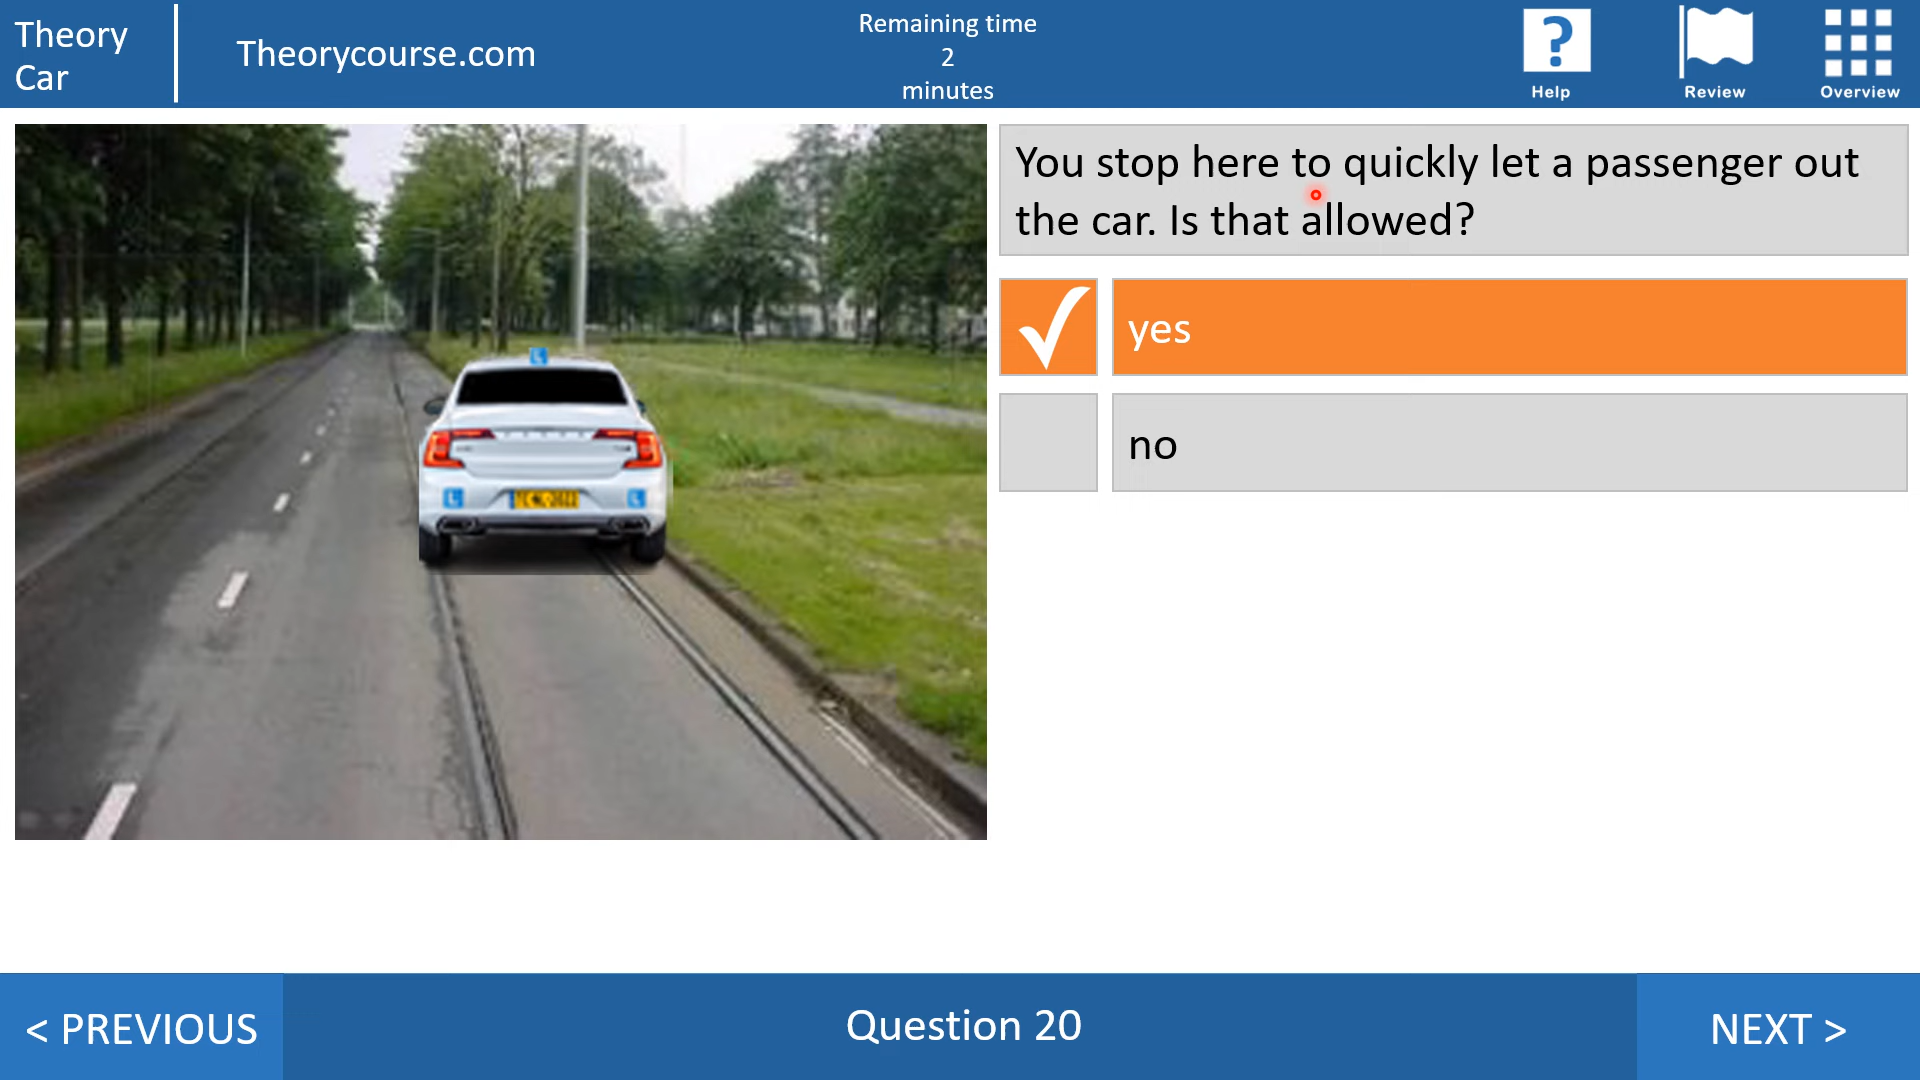 Theory
Car
Theorycourse.com
Remaining time
2
minutes
Help
Review
Overview
You stop here to quickly let a passenger out
the car. Is that allowed?
yes
no
L
L
L
< PREVIOUS
Question 20
NEXT >